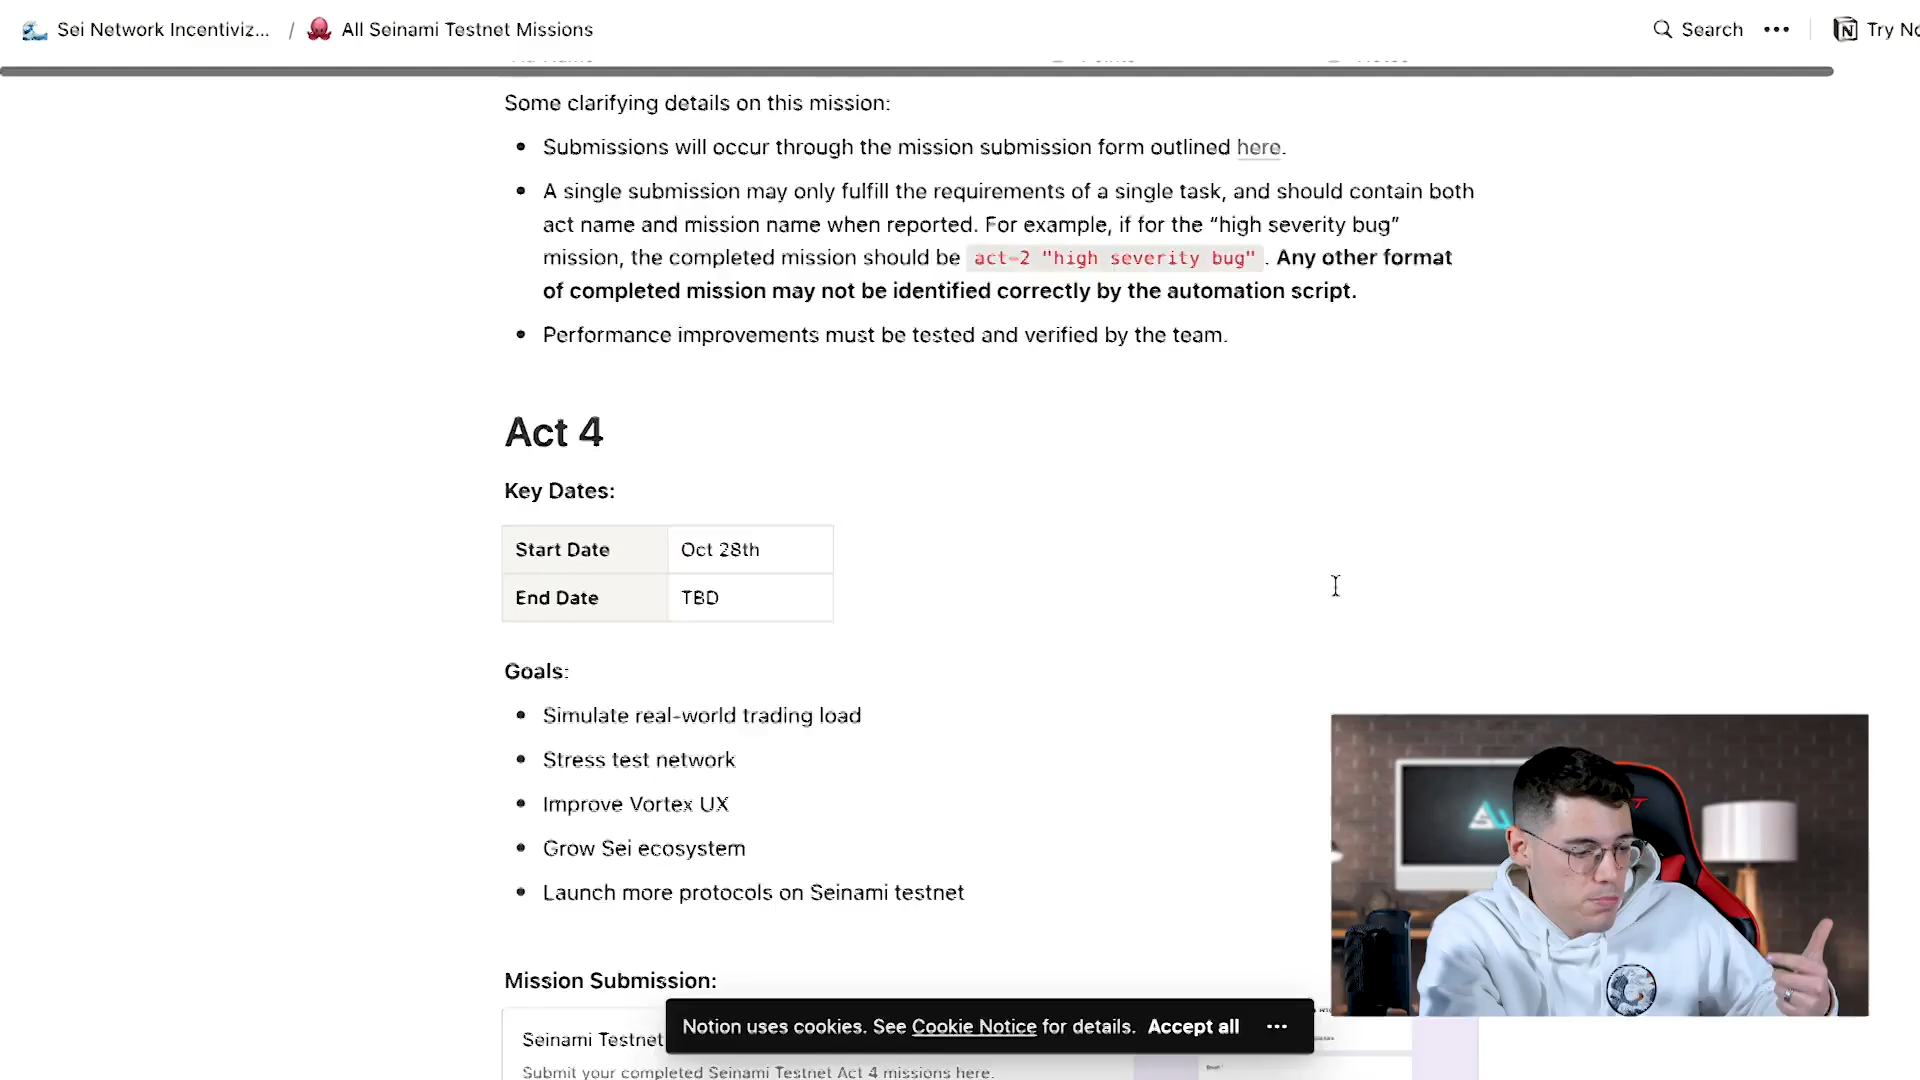 Sei Network Incentiviz... / All Seinami Testnet Missions
Search ••• Try No
Some clarifying details on this mission:
• Submissions will occur through the mission submission form outlined here.
• A single submission may only fulfill the requirements of a single task, and should contain both
act name and mission name when reported. For example, if for the “high severity bug”
mission, the completed mission should be act-2 "high severity bug" . Any other format
of completed mission may not be identified correctly by the automation script.
• Performance improvements must be tested and verified by the team.
Act 4
Key Dates:
Start Date Oct 28th
End Date TBD
Goals:
• Simulate real-world trading load
• Stress test network
• Improve Vortex UX
• Grow Sei ecosystem
• Launch more protocols on Seinami testnet
Mission Submission:
Seinami Testnet
Submit your completed Seinami Testnet Act 4 missions here.
Notion uses cookies. See Cookie Notice for details. Accept all •••